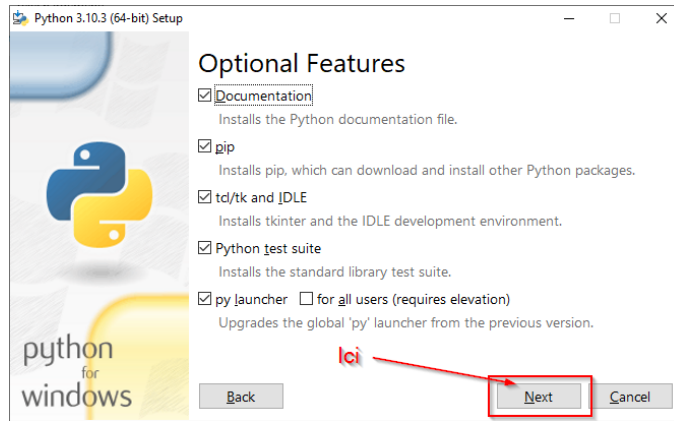 Python 3.10.3 (64-bit) Setup
Optional Features
Documentation
Installs the Python documentation file.
pip
Installs pip, which can download and install other Python packages.
tcl/tk and IDLE
Installs tkinter and the IDLE development environment.
Python test suite
Installs the standard library test suite.
py launcher for all users (requires elevation)
Upgrades the global 'py' launcher from the previous version.
Ici
python
for
windows
Back Next Cancel